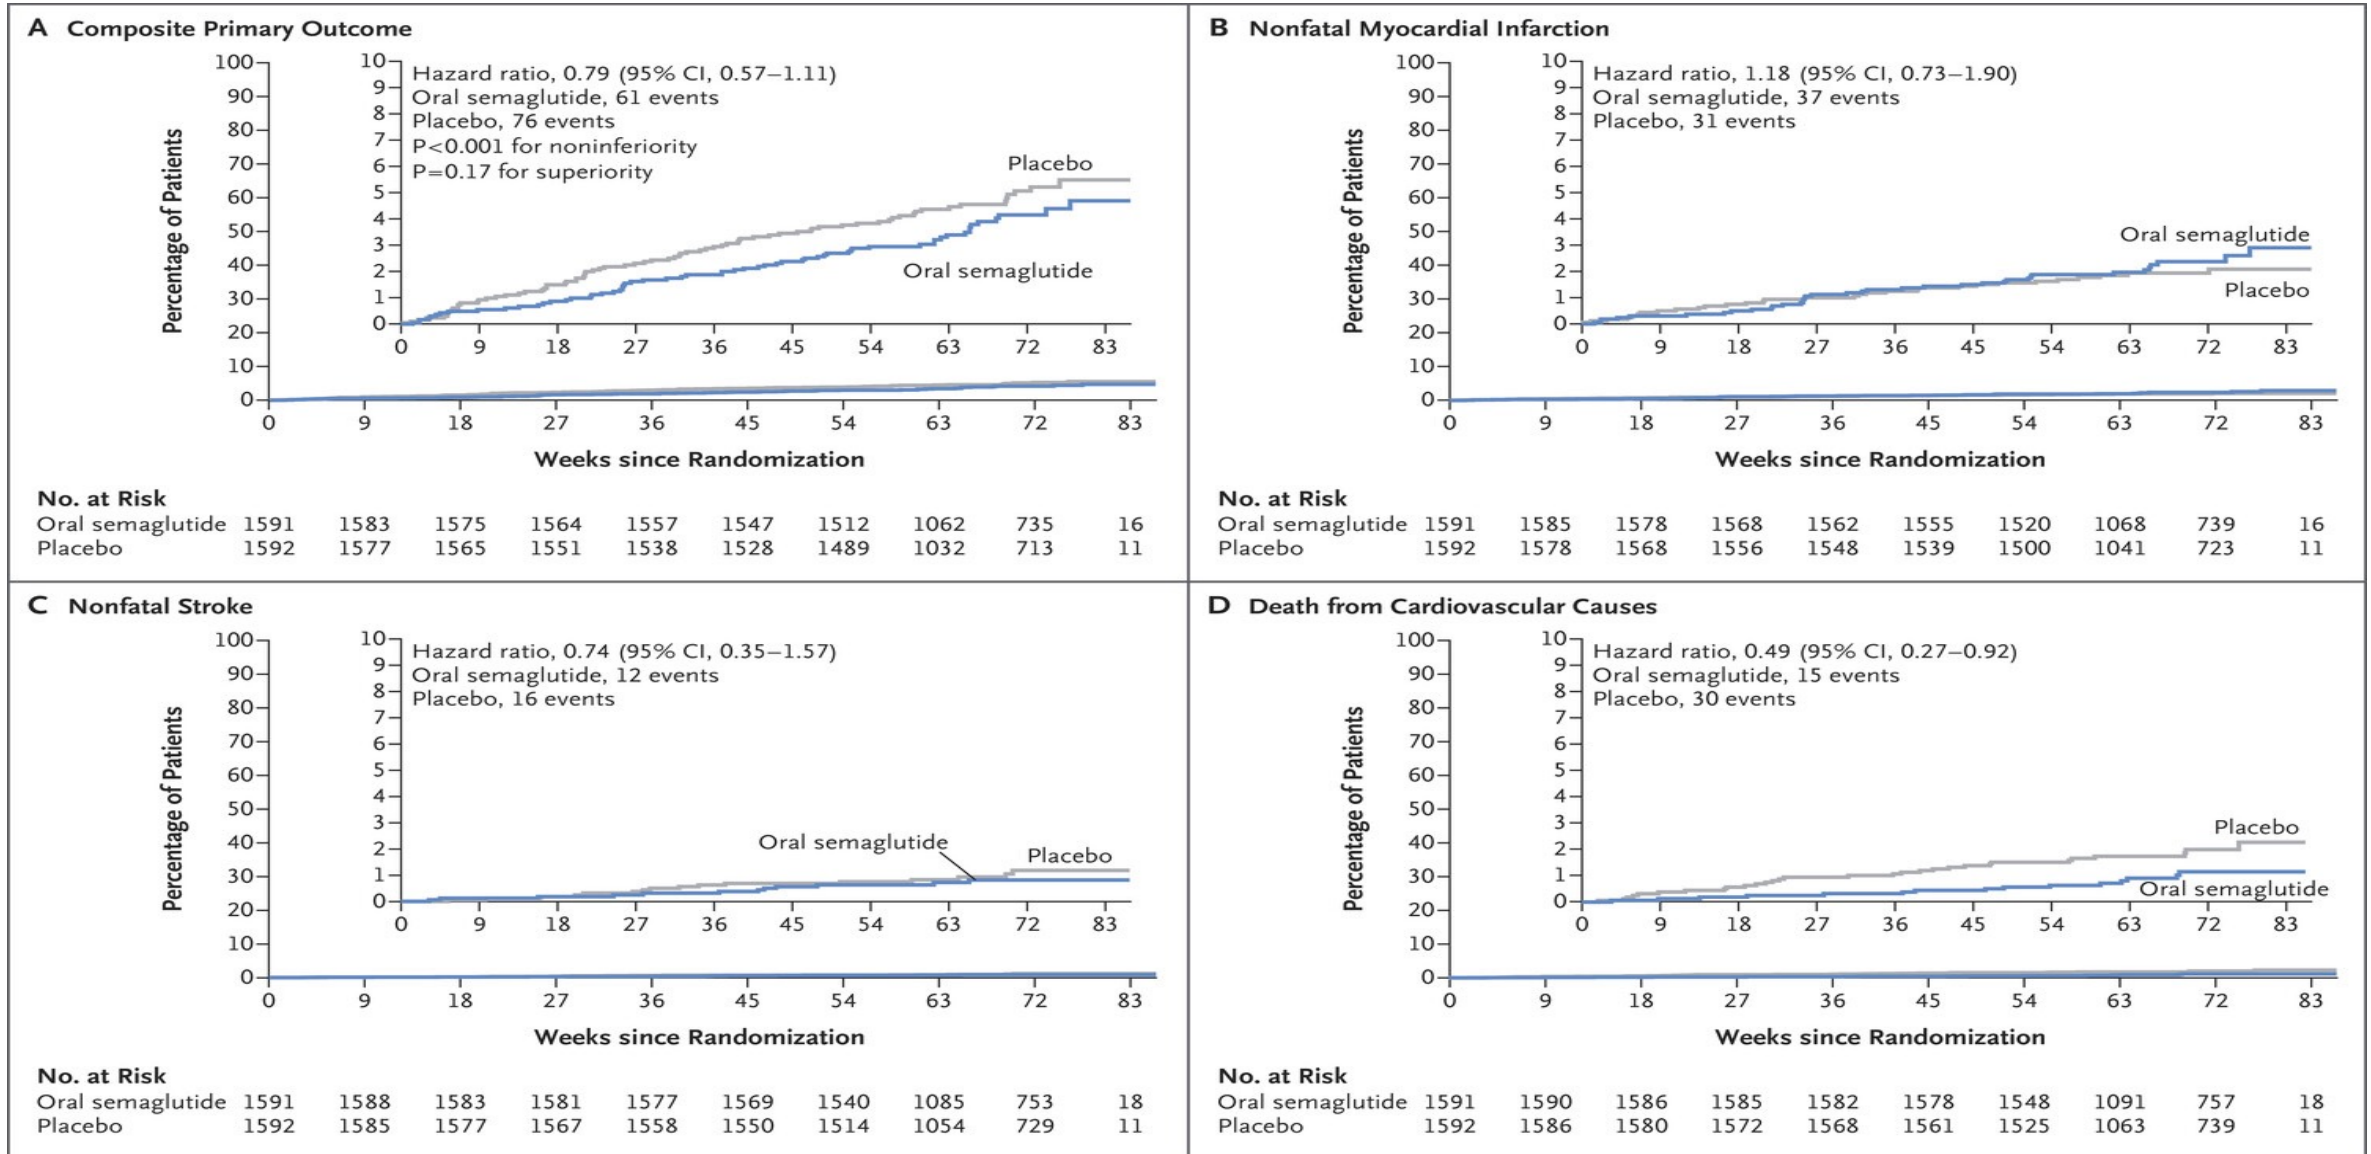 A Composite Primary Outcome
Percentage of Patients
100
90
80
70
60
50
40
30
20
10
0
10
9
8
7
6
5
4
3
2
1
0
Hazard ratio, 0.79 (95% CI, 0.57–1.11)
Oral semaglutide, 61 events
Placebo, 76 events
P<0.001 for noninferiority
P=0.17 for superiority
Placebo
Oral semaglutide
0 9 18 27 36 45 54 63 72 83
0 9 18 27 36 45 54 63 72 83
Weeks since Randomization
No. at Risk
Oral semaglutide 1591 1583 1575 1564 1557 1547 1512 1062 735 16
Placebo 1592 1577 1565 1551 1538 1528 1489 1032 713 11
B Nonfatal Myocardial Infarction
Percentage of Patients
100
90
80
70
60
50
40
30
20
10
0
10
9
8
7
6
5
4
3
2
1
0
Hazard ratio, 1.18 (95% CI, 0.73–1.90)
Oral semaglutide, 37 events
Placebo, 31 events
Oral semaglutide
Placebo
0 9 18 27 36 45 54 63 72 83
0 9 18 27 36 45 54 63 72 83
Weeks since Randomization
No. at Risk
Oral semaglutide 1591 1585 1578 1568 1562 1555 1520 1068 739 16
Placebo 1592 1578 1568 1556 1548 1539 1500 1041 723 11
C Nonfatal Stroke
Percentage of Patients
100
90
80
70
60
50
40
30
20
10
0
10
9
8
7
6
5
4
3
2
1
0
Hazard ratio, 0.74 (95% CI, 0.35–1.57)
Oral semaglutide, 12 events
Placebo, 16 events
Oral semaglutide
Placebo
0 9 18 27 36 45 54 63 72 83
0 9 18 27 36 45 54 63 72 83
Weeks since Randomization
No. at Risk
Oral semaglutide 1591 1588 1583 1581 1577 1569 1540 1085 753 18
Placebo 1592 1585 1577 1567 1558 1550 1514 1054 729 11
D Death from Cardiovascular Causes
Percentage of Patients
100
90
80
70
60
50
40
30
20
10
0
10
9
8
7
6
5
4
3
2
1
0
Hazard ratio, 0.49 (95% CI, 0.27–0.92)
Oral semaglutide, 15 events
Placebo, 30 events
Placebo
Oral semaglutide
0 9 18 27 36 45 54 63 72 83
0 9 18 27 36 45 54 63 72 83
Weeks since Randomization
No. at Risk
Oral semaglutide 1591 1590 1586 1585 1582 1578 1548 1091 757 18
Placebo 1592 1586 1580 1572 1568 1561 1525 1063 739 11